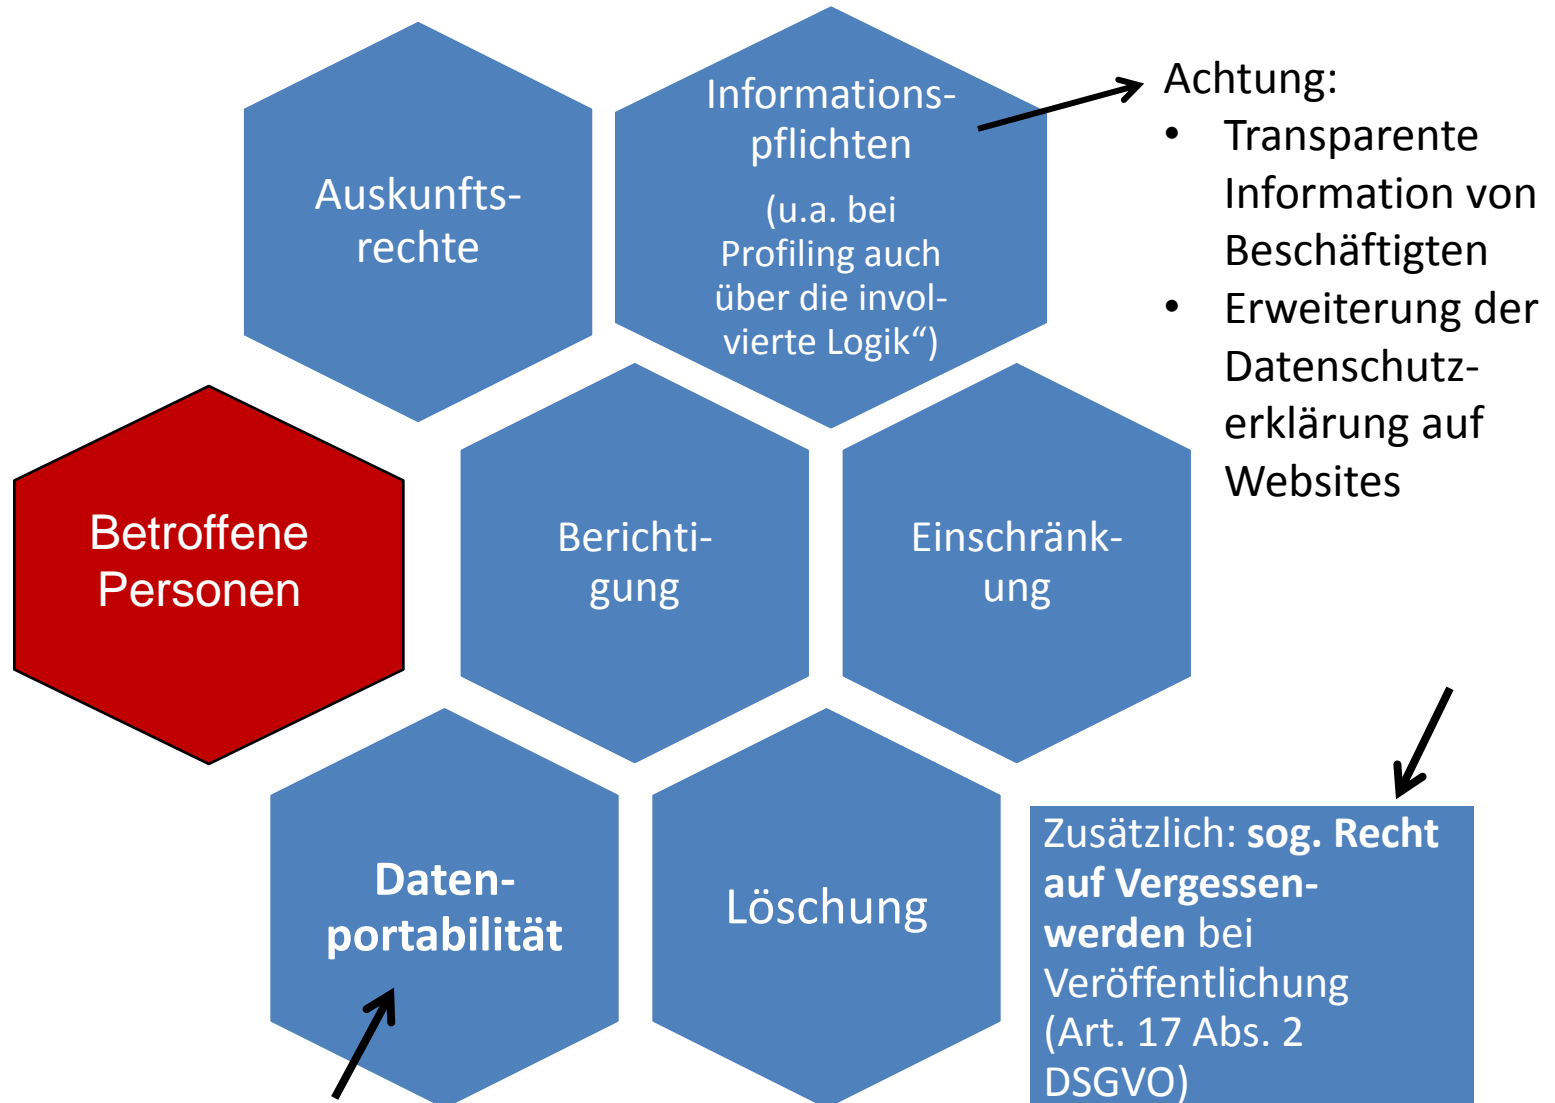 Auskunfts-
rechte
Informations-
pflichten
(u.a. bei
Profiling auch
über die invol-
vierte Logik“)
Achtung:
• Transparente
Information von
Beschäftigten
• Erweiterung der
Datenschutz-
erklärung auf
Websites
Betroffene
Personen
Berichti-
gung
Einschränk-
ung
Daten-
portabilität
Löschung
Zusätzlich: sog. Recht
auf Vergessen-
werden bei
Veröffentlichung
(Art. 17 Abs. 2
DSGVO)